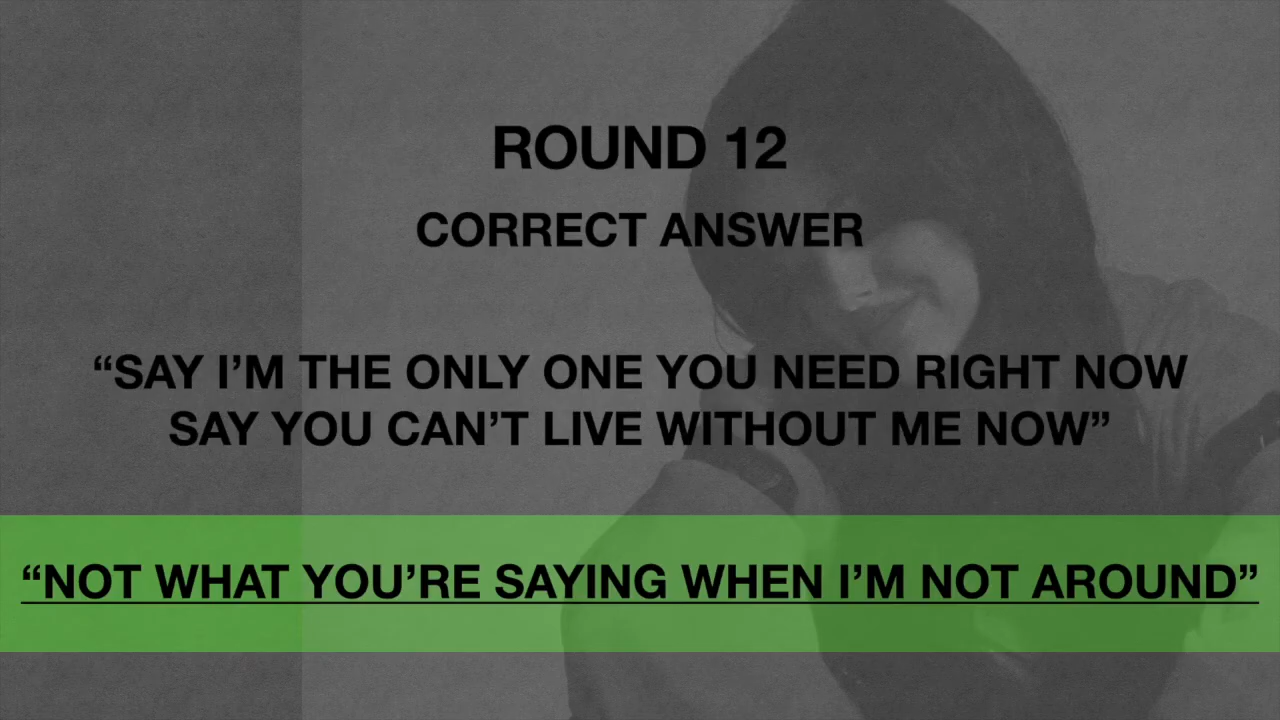 ROUND 12
CORRECT ANSWER
“SAY I’M THE ONLY ONE YOU NEED RIGHT NOW
SAY YOU CAN’T LIVE WITHOUT ME NOW”
“NOT WHAT YOU’RE SAYING WHEN I’M NOT AROUND”